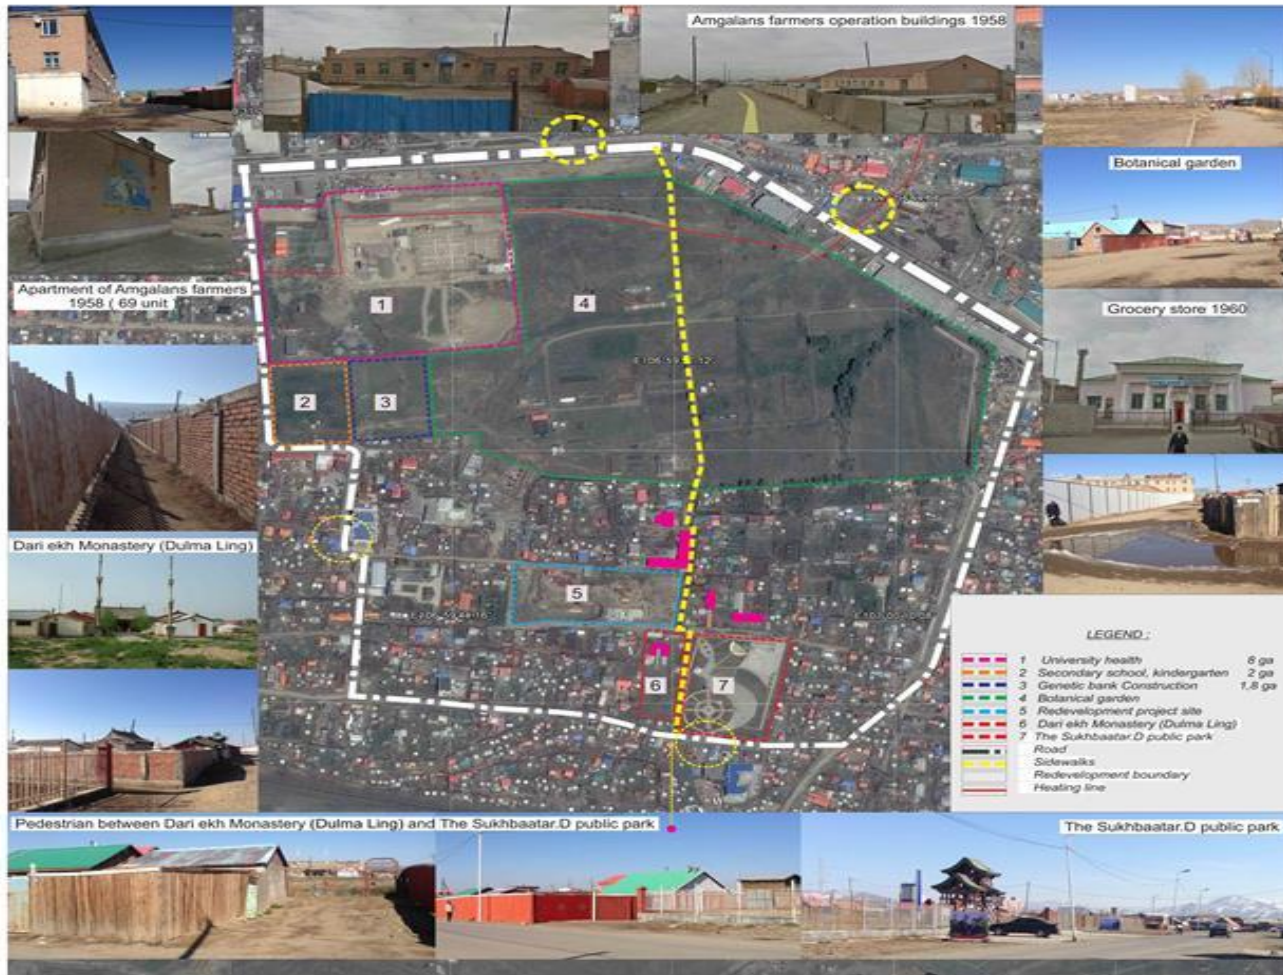 Amgalans farmers operation buildings 1958
Botanical garden
Apartment of Amgalans farmers
1958 ( 69 unit )
Grocery store 1960
1
4
2
3
Dari ekh Monastery (Dulma Ling)
5
6
7
LEGEND :
1 University health 8 ga
2 Secondary school, kindergarten 2 ga
3 Genetic bank Construction 1,8 ga
4 Botanical garden
5 Redevelopment project site
6 Dari ekh Monastery (Dulma Ling)
7 The Sukhbaatar.D public park
Road
Sidewalks
Redevelopment boundary
Heating line
Pedestrian between Dari ekh Monastery (Dulma Ling) and The Sukhbaatar.D public park
The Sukhbaatar.D public park